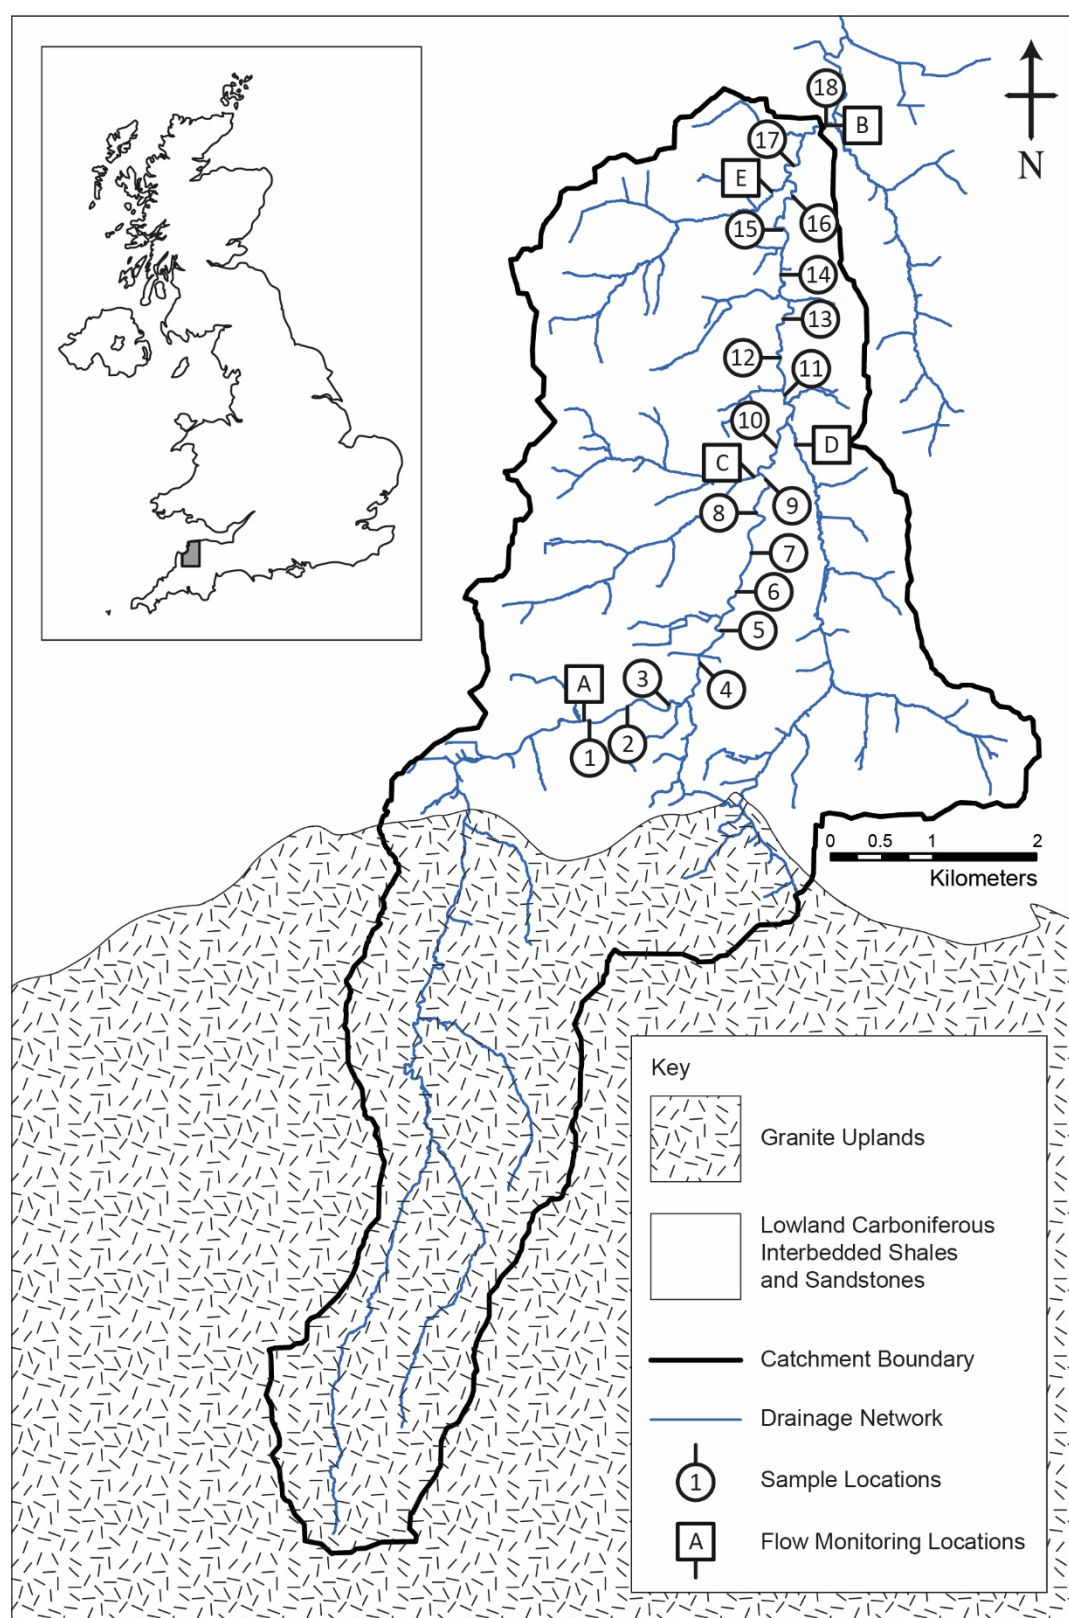 18
B
17
N
E
16
15
14
13
12
11
10
D
C
9
8
7
6
5
A
3
4
2
1
0 0.5 1 2
Kilometers
Key
Granite Uplands
Lowland Carboniferous
Interbedded Shales
and Sandstones
Catchment Boundary
Drainage Network
1 Sample Locations
A Flow Monitoring Locations